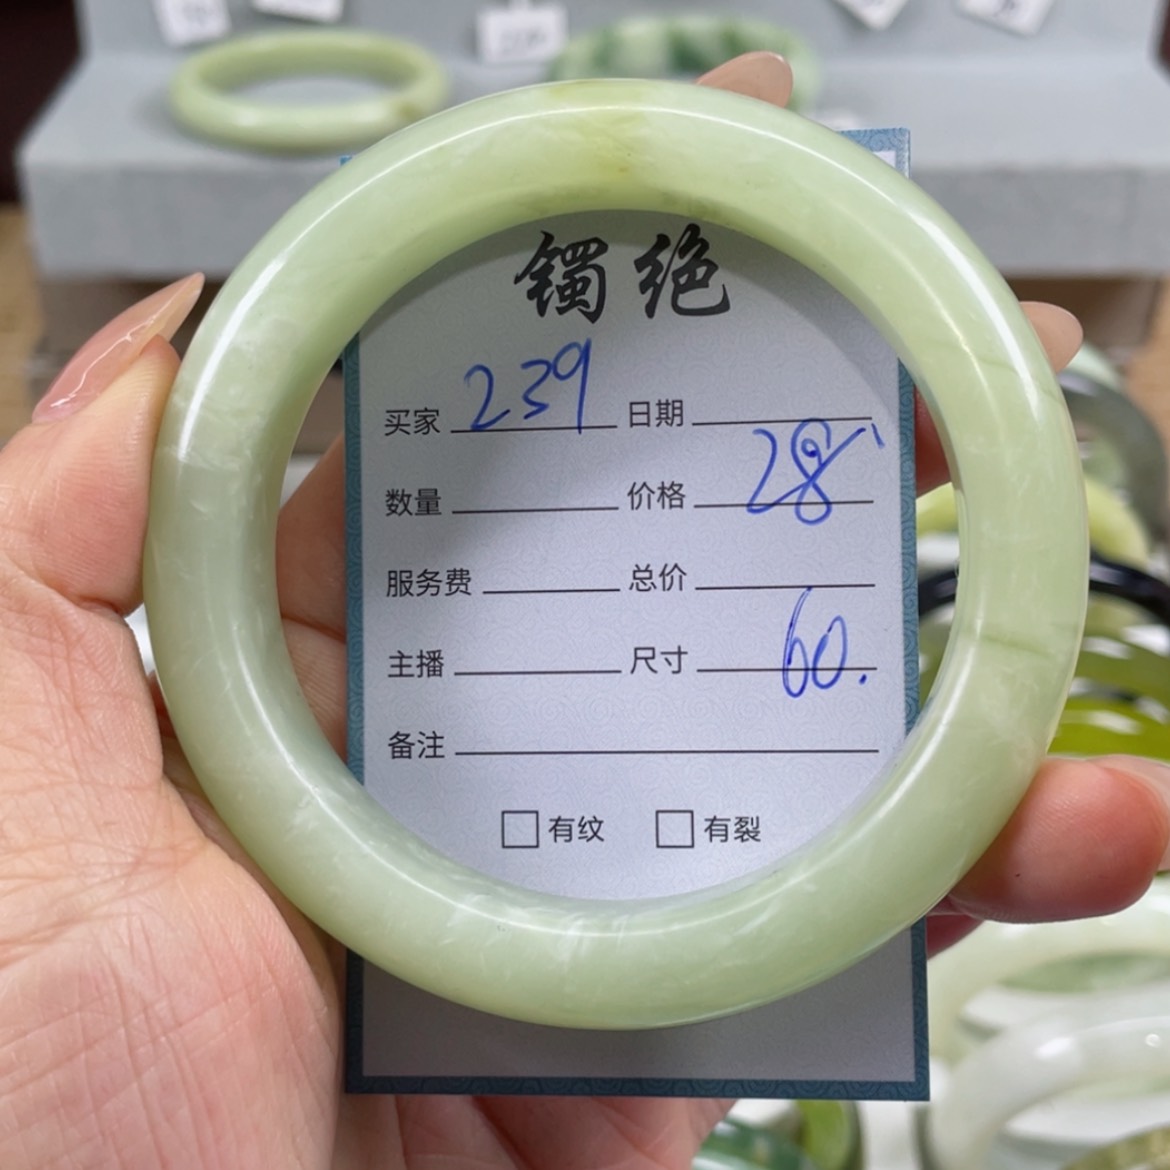 镯绝
买家 239 日期
数量 价格 28
服务费 总价
主播 尺寸 60.
备注
□有纹 □有裂